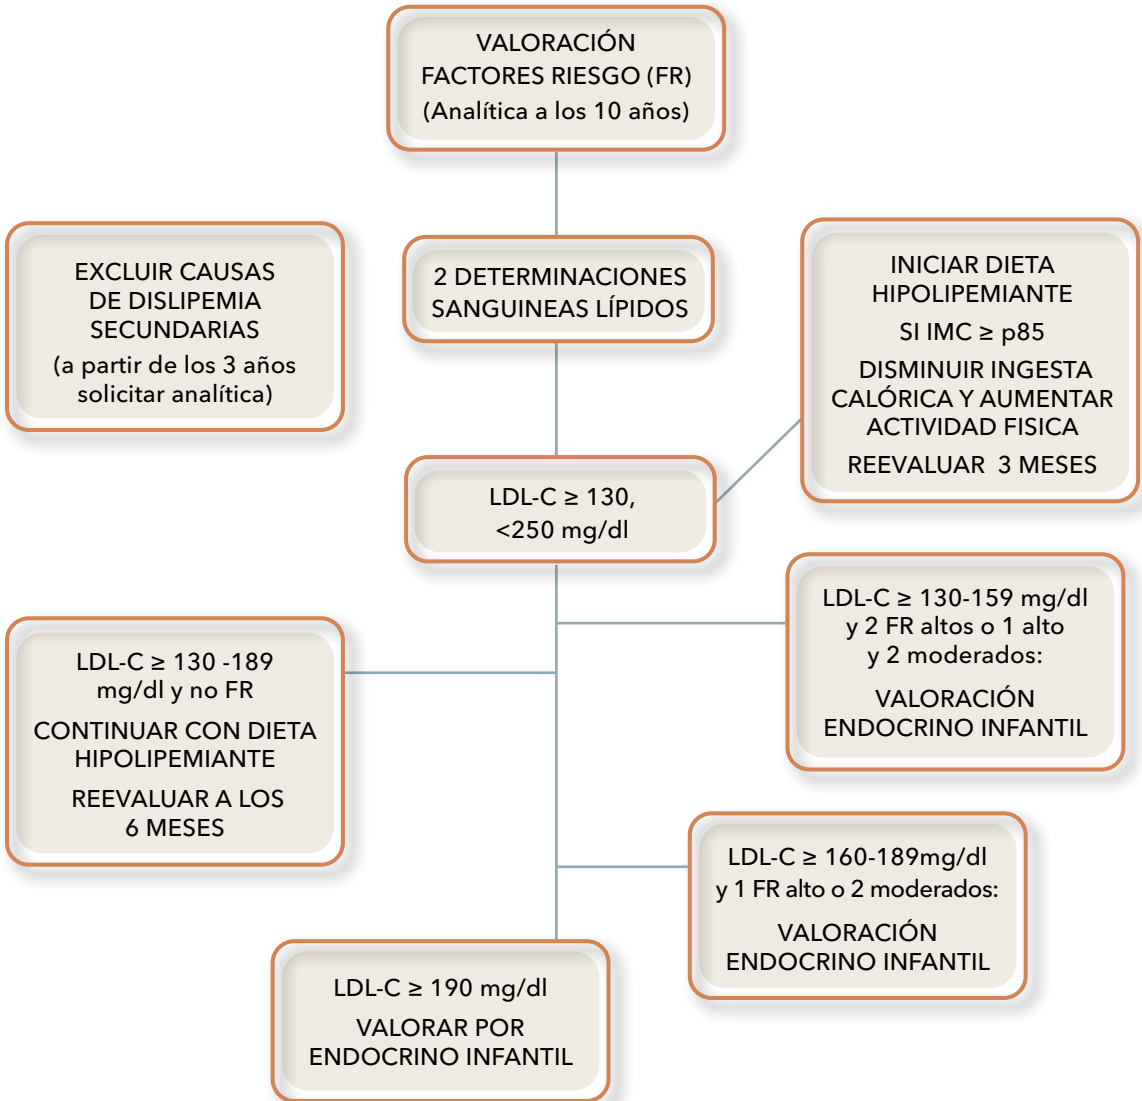 VALORACIÓN
FACTORES RIESGO (FR)
(Analítica a los 10 años)
EXCLUIR CAUSAS
DE DISLIPEMIA
SECUNDARIAS
(a partir de los 3 años
solicitar analítica)
2 DETERMINACIONES
SANGUINEAS LÍPIDOS
INICIAR DIETA
HIPOLIPEMIANTE
SI IMC ≥ p85
DISMINUIR INGESTA
CALÓRICA Y AUMENTAR
ACTIVIDAD FISICA
REEVALUAR 3 MESES
LDL-C ≥ 130,
<250 mg/dl
LDL-C ≥ 130-159 mg/dl
y 2 FR altos o 1 alto
y 2 moderados:
VALORACIÓN
ENDOCRINO INFANTIL
LDL-C ≥ 130 -189
mg/dl y no FR
CONTINUAR CON DIETA
HIPOLIPEMIANTE
REEVALUAR A LOS
6 MESES
LDL-C ≥ 160-189mg/dl
y 1 FR alto o 2 moderados:
VALORACIÓN
ENDOCRINO INFANTIL
LDL-C ≥ 190 mg/dl
VALORAR POR
ENDOCRINO INFANTIL